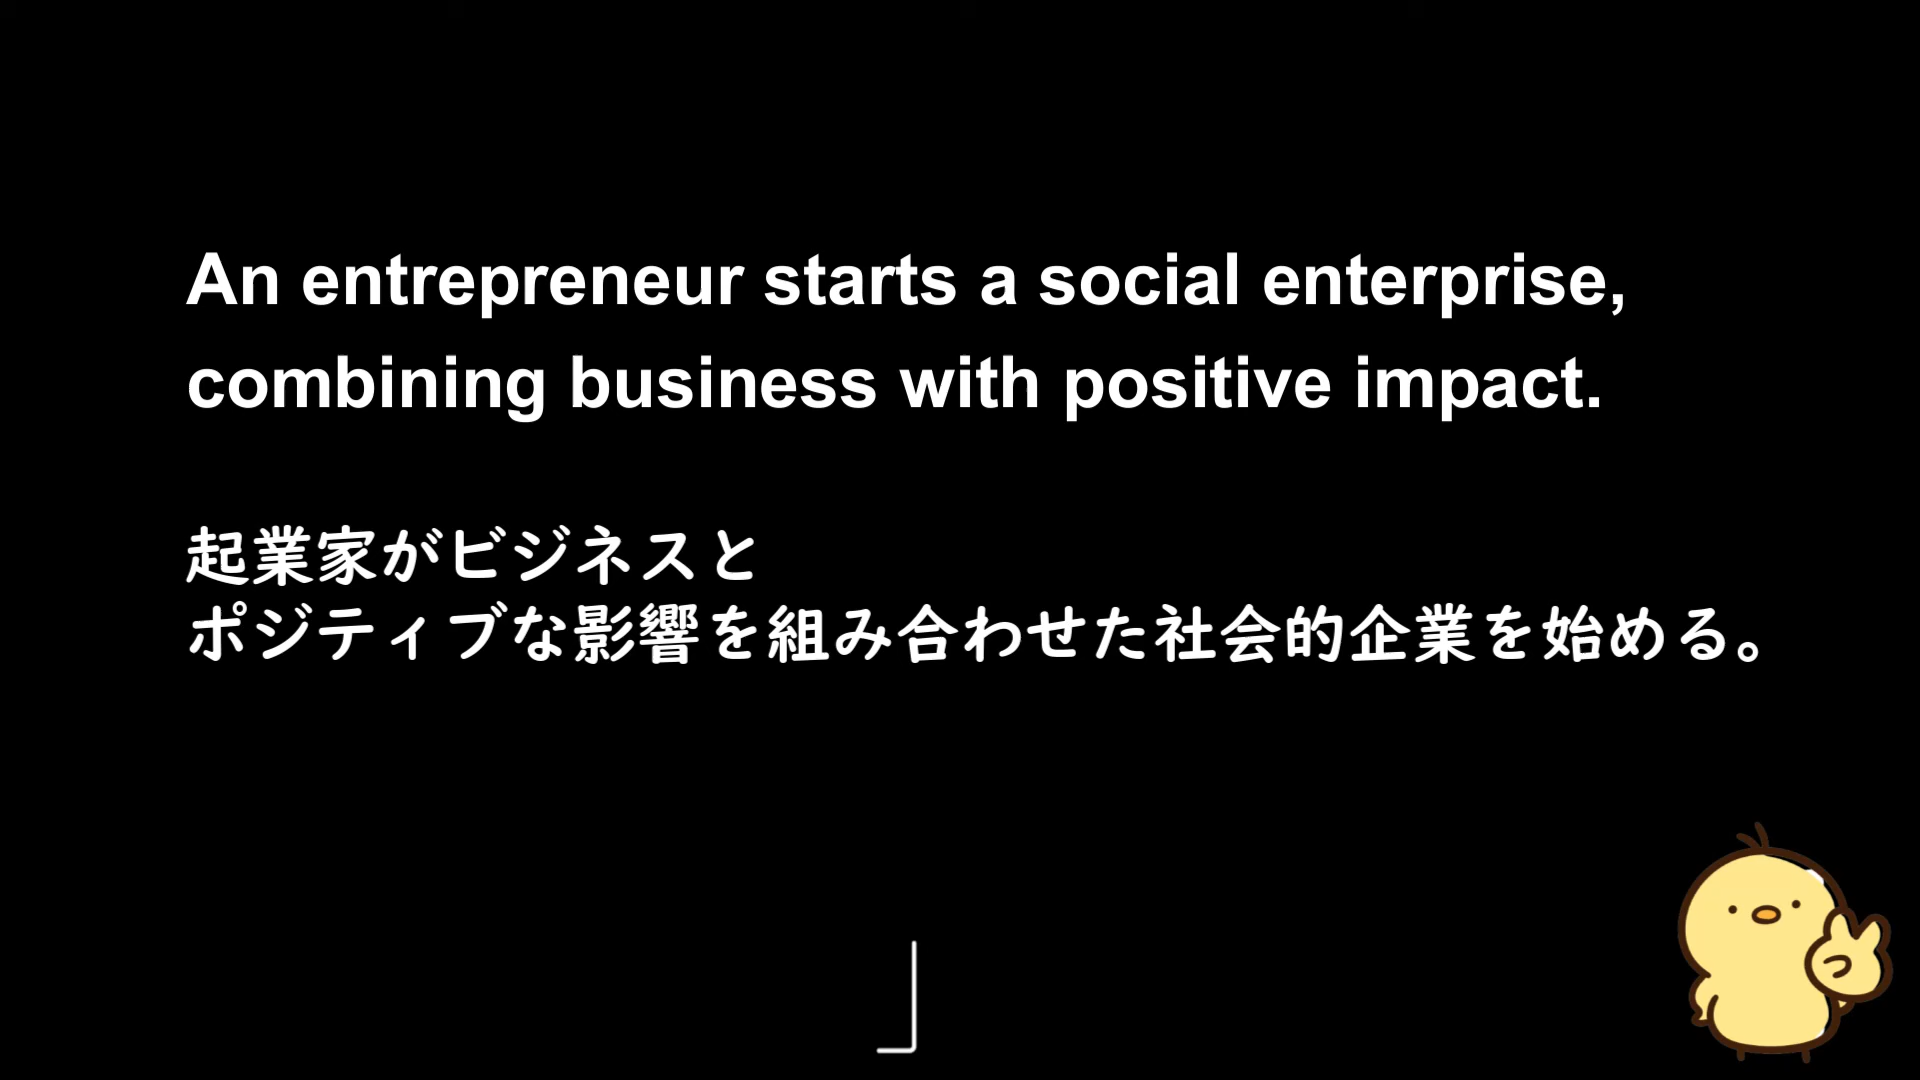 An entrepreneur starts a social enterprise,
combining business with positive impact.
起業家がビジネスと
ポジティブな影響を組み合わせた社会的企業を始める。